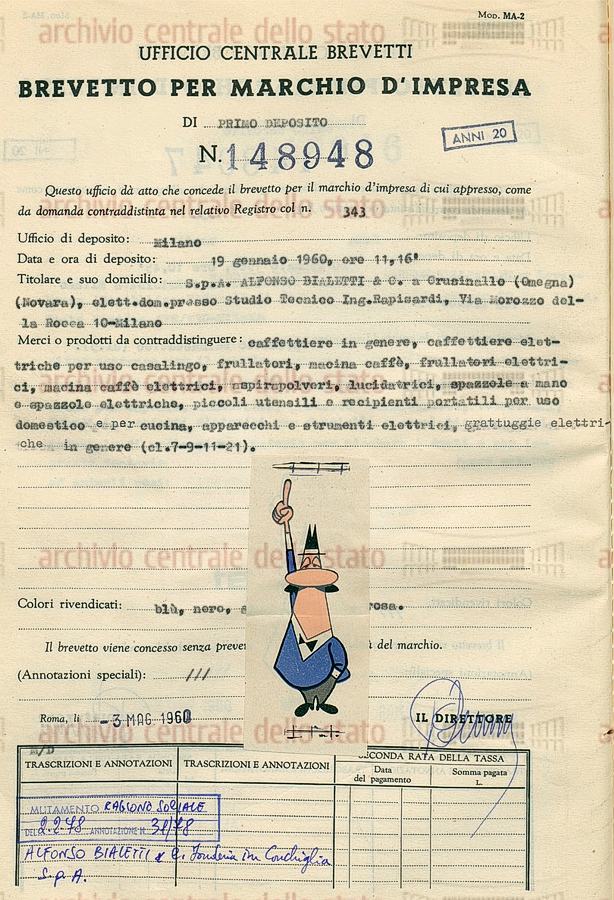 Mod. MA-2
UFFICIO CENTRALE BREVETTI
BREVETTO PER MARCHIO D'IMPRESA
DI PRIMO DEPOSITO
N. 148948
ANNI 20
Questo ufficio dà atto che concede il brevetto per il marchio d'impresa di cui appresso, come
da domanda contraddistinta nel relativo Registro col n. 343
Ufficio di deposito: Milano
Data e ora di deposito: 19 gennaio 1960, ore 11,16'
Titolare e suo domicilio: S.p.A. ALFONSO BIALETTI & C. a Crusinallo (Omegna)
(Novara), elett.dom.presso Studio Tecnico Ing.Rapisardi, Via Morozzo del-
la Rocca 10-Milano
Merci o prodotti da contraddistinguere: caffettiere in genere, caffettiere elet-
triche per uso casalingo, frullatori, macina caffè, frullatori elettri-
ci, macina caffè elettrici, aspirapolveri, lucidatrici, spazzole a mano
e spazzole elettriche, piccoli utensili e recipienti portatili per uso
domestico e per cucina, apparecchi e strumenti elettrici, grattuggie elettri-
che in genere (cl.7-9-11-21).
archivio centrale dello stato
Colori rivendicati: blù, nero, rosa.
Il brevetto viene concesso senza preven del marchio.
(Annotazioni speciali): ///
Roma, li -3 MAG 1960
IL DIRETTORE
M/D
TRASCRIZIONI E ANNOTAZIONI TRASCRIZIONI E ANNOTAZIONI SECONDA RATA DELLA TASSA
Data del pagamento Somma pagata L.
MUTAMENTO RAGIONE SOCIALE
DEL 2.2.78 ANNOTAZIONE N. 31/78
ALFONSO BIALETTI & C. Fonderia in Conchiglia
S.p.A.